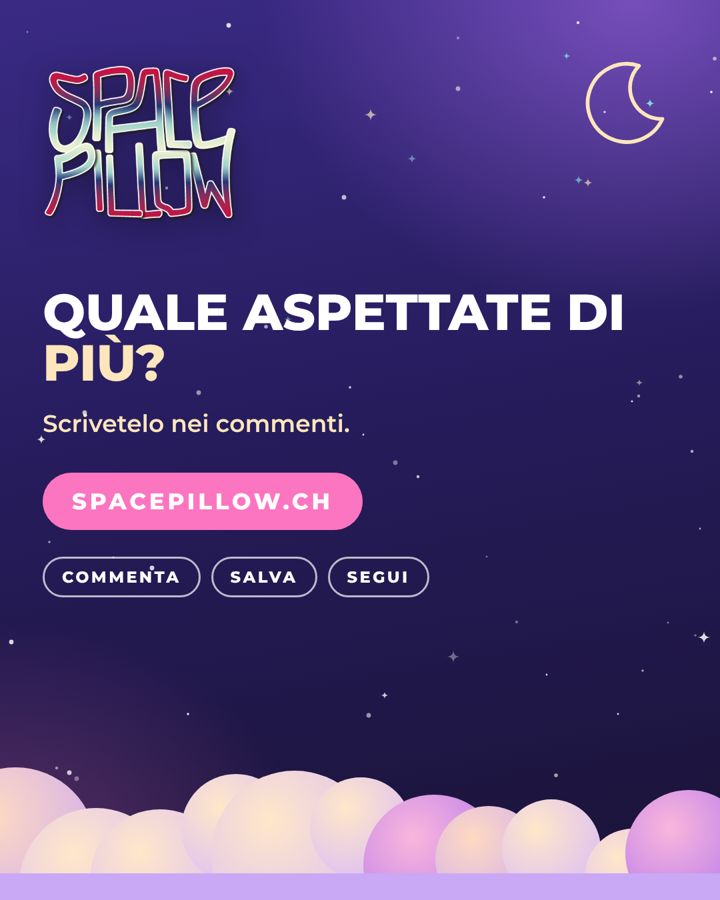 SPACE
PILLOW
QUALE ASPETTATE DI
PIÙ?
Scrivetelo nei commenti.
SPACEPILLOW.CH
COMMENTA SALVA SEGUI